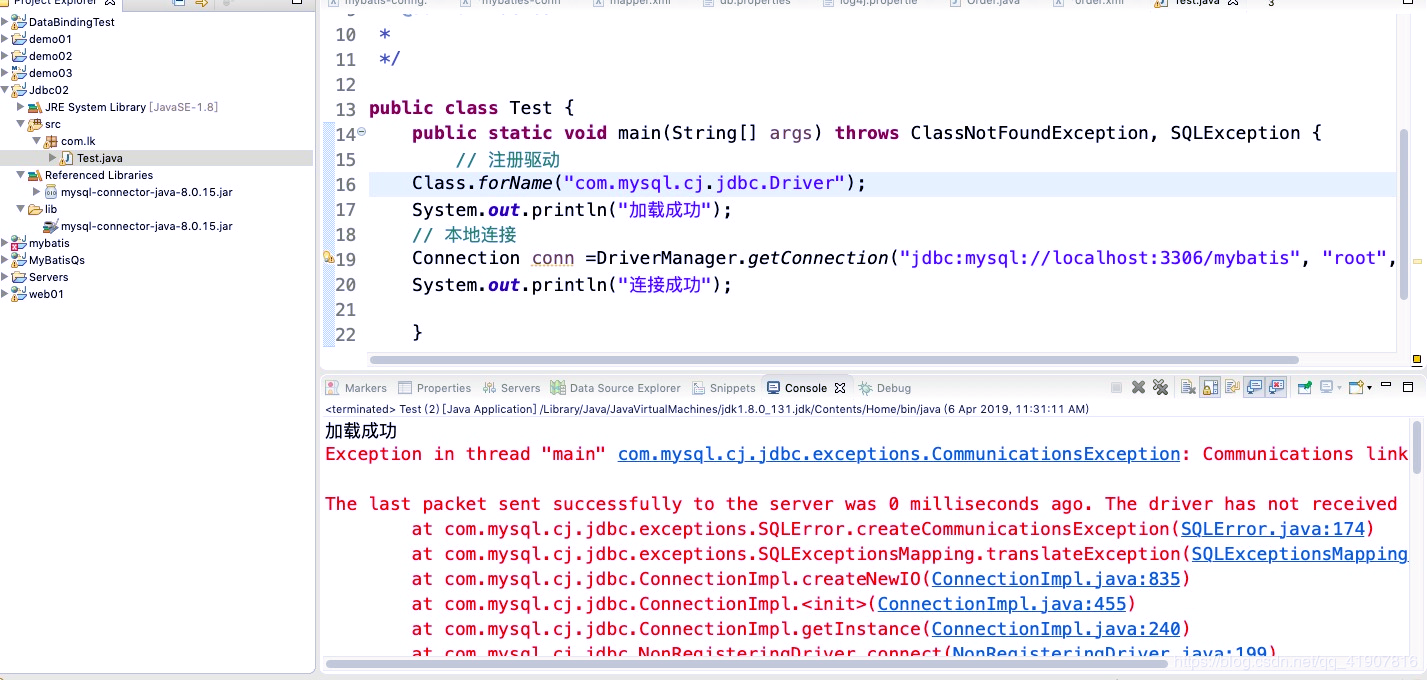 Project Explorer
DataBindingTest
demo01
demo02
demo03
Jdbc02
JRE System Library [JavaSE-1.8]
src
com.lk
Test.java
Referenced Libraries
mysql-connector-java-8.0.15.jar
lib
mysql-connector-java-8.0.15.jar
mybatis
MyBatisQs
Servers
web01
mybatis-config. *mybaties-conn mapper.xml db.properties log4j.propertie Order.java order.xml Test.java 3
10 *
11 */
12
13 public class Test {
14 public static void main(String[] args) throws ClassNotFoundException, SQLException {
15 // 注册驱动
16 Class.forName("com.mysql.cj.jdbc.Driver");
17 System.out.println("加载成功");
18 // 本地连接
19 Connection conn =DriverManager.getConnection("jdbc:mysql://localhost:3306/mybatis", "root",
20 System.out.println("连接成功");
21
22 }
Markers Properties Servers Data Source Explorer Snippets Console Debug
<terminated> Test (2) [Java Application] /Library/Java/JavaVirtualMachines/jdk1.8.0_131.jdk/Contents/Home/bin/java (6 Apr 2019, 11:31:11 AM)
加载成功
Exception in thread "main" com.mysql.cj.jdbc.exceptions.CommunicationsException: Communications link
The last packet sent successfully to the server was 0 milliseconds ago. The driver has not received
at com.mysql.cj.jdbc.exceptions.SQLError.createCommunicationsException(SQLError.java:174)
at com.mysql.cj.jdbc.exceptions.SQLExceptionsMapping.translateException(SQLExceptionsMapping
at com.mysql.cj.jdbc.ConnectionImpl.createNewIO(ConnectionImpl.java:835)
at com.mysql.cj.jdbc.ConnectionImpl.<init>(ConnectionImpl.java:455)
at com.mysql.cj.jdbc.ConnectionImpl.getInstance(ConnectionImpl.java:240)
at com.mysql.cj.jdbc.NonRegisteringDriver.connect(NonRegisteringDriver.java:199)
https://blog.csdn.net/qq_41907816